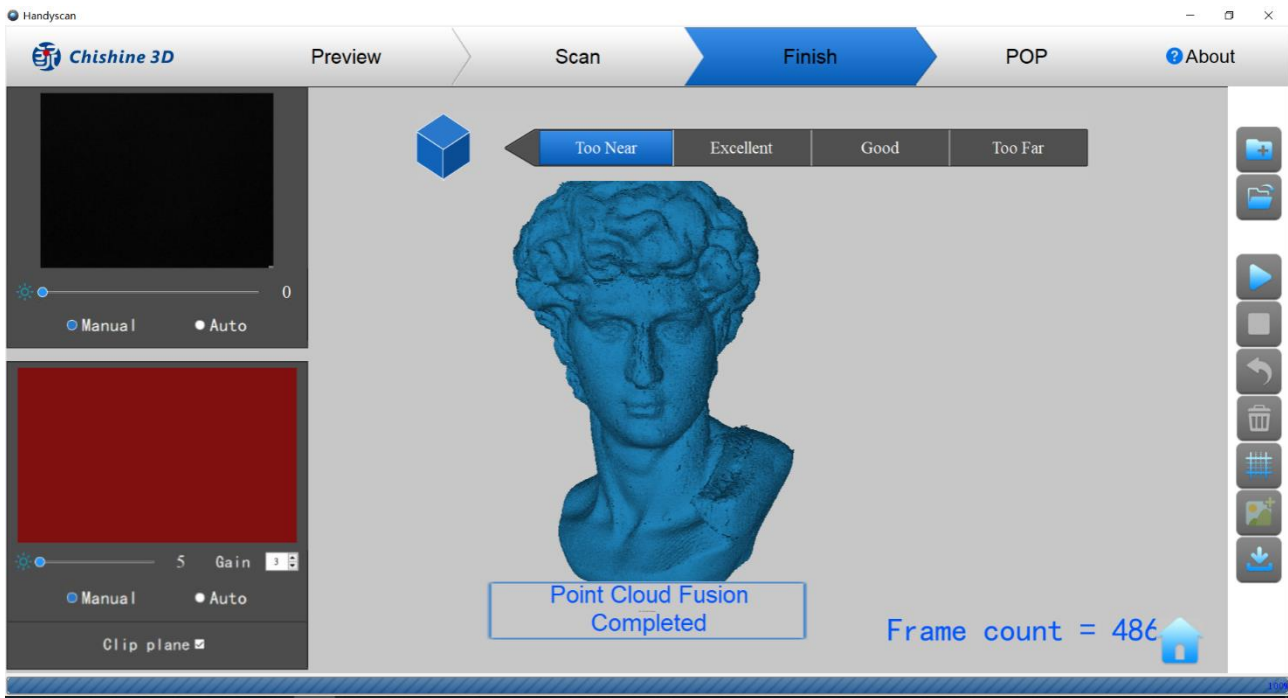 Handyscan
Chishine 3D
Preview
Scan
Finish
POP
? About
Too Near
Excellent
Good
Too Far
0
Manual
Auto
5
Gain
3
Manual
Auto
Clip plane
Point Cloud Fusion
Completed
Frame count = 486